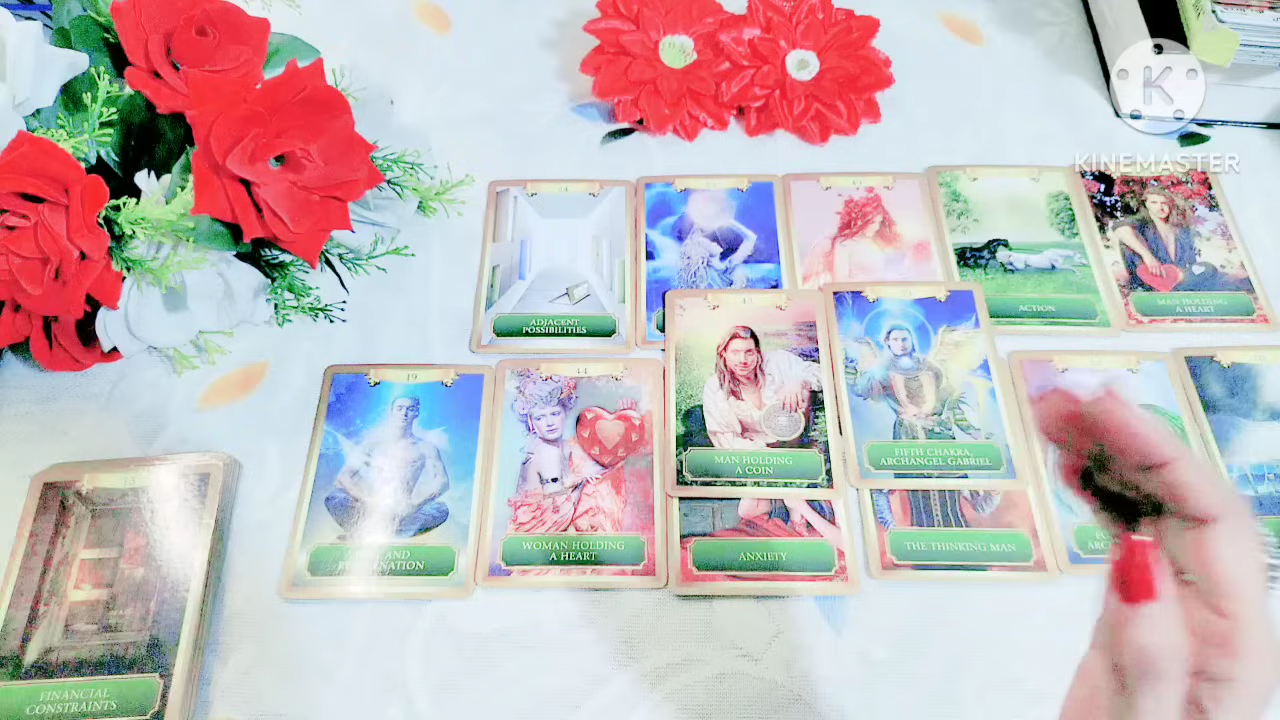 K
KINEMASTER
ADJACENT
POSSIBILITIES
ACTION
MAN HOLDING
A HEART
19
AND
44
WOMAN HOLDING
A HEART
MAN HOLDING
A COIN
ANXIETY
FIFTH CHAKRA,
ARCHANGEL GABRIEL
THE THINKING MAN
FINANCIAL
CONSTRAINTS